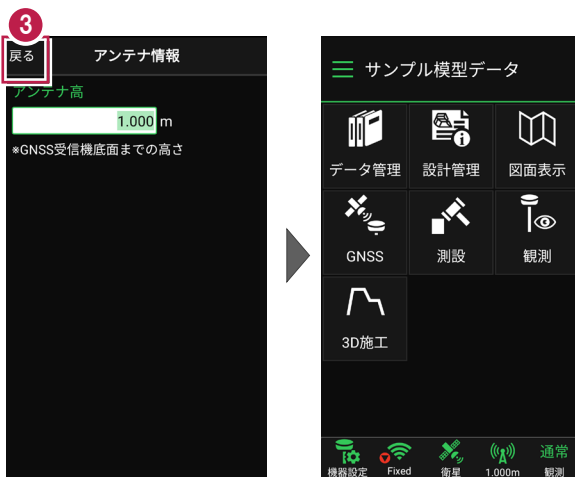 3
戻る
アンテナ情報
アンテナ高
1.000 m
※GNSS受信機底面までの高さ
サンプル模型データ
データ管理
設計管理
図面表示
GNSS
測設
観測
3D施工
通常
機器設定
Fixed
衛星
1.000m
観測